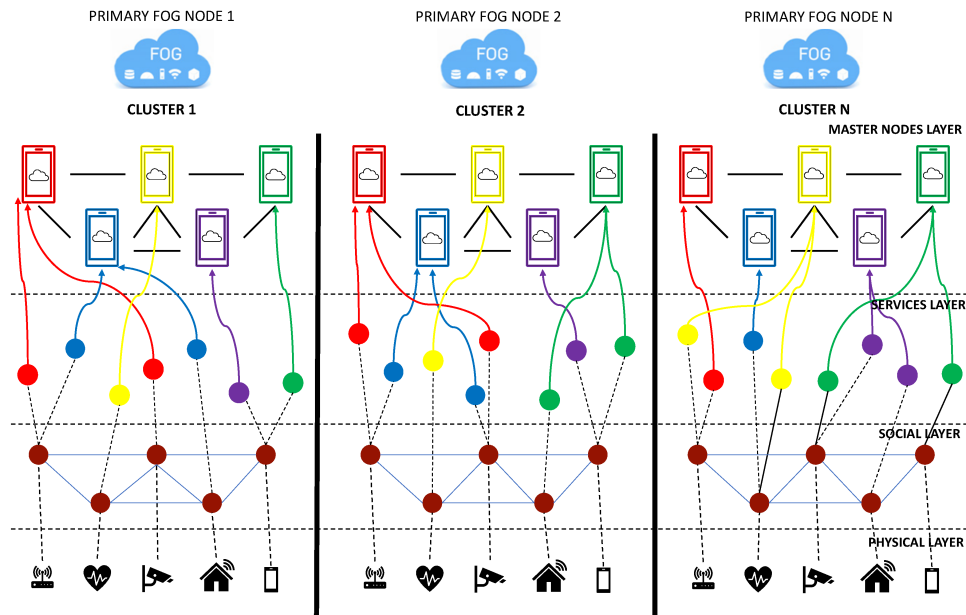 PRIMARY FOG NODE 1
PRIMARY FOG NODE 2
PRIMARY FOG NODE N
FOG
FOG
FOG
CLUSTER 1
CLUSTER 2
CLUSTER N
MASTER NODES LAYER
SERVICES LAYER
SOCIAL LAYER
PHYSICAL LAYER